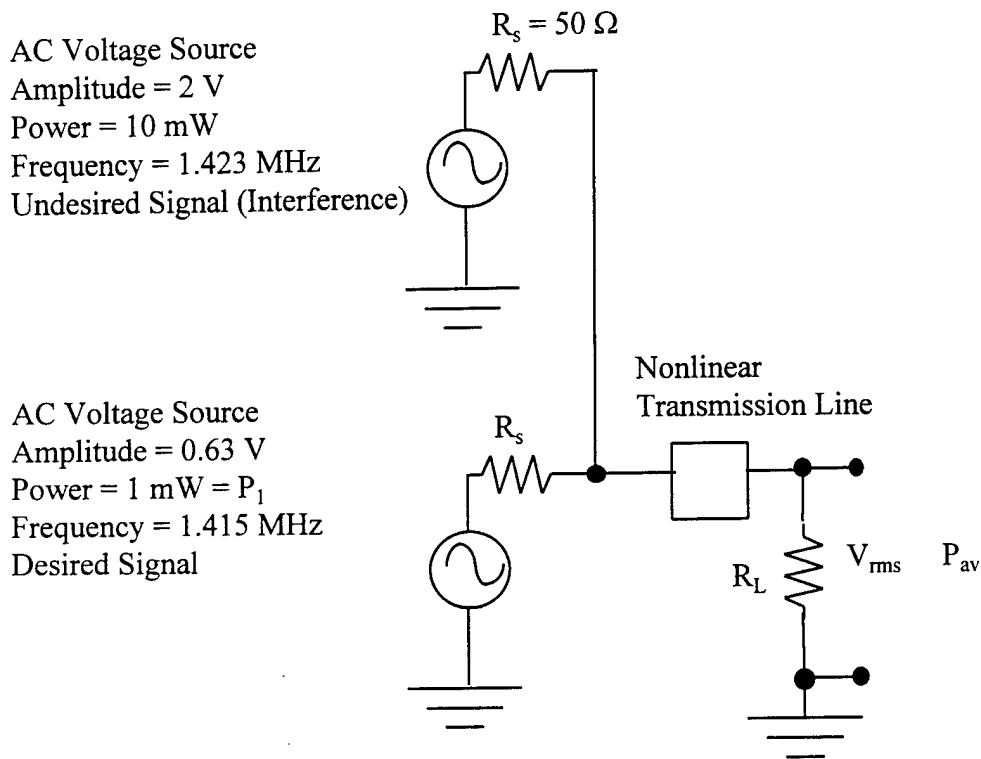 R_s = 50 Ω
AC Voltage Source
Amplitude = 2 V
Power = 10 mW
Frequency = 1.423 MHz
Undesired Signal (Interference)
Nonlinear
Transmission Line
AC Voltage Source
Amplitude = 0.63 V
Power = 1 mW = P₁
Frequency = 1.415 MHz
Desired Signal
R_s
R_L
V_rms
P_av